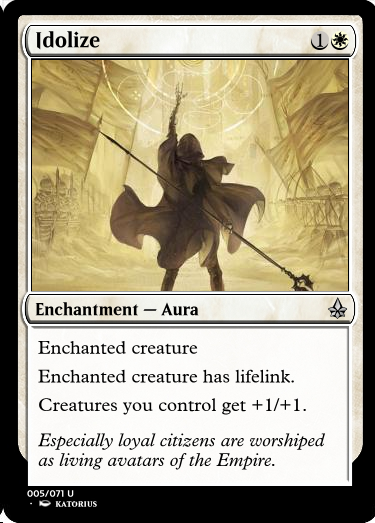 Idolize 1
Enchantment — Aura
Enchanted creature
Enchanted creature has lifelink.
Creatures you control get +1/+1.
Especially loyal citizens are worshiped
as living avatars of the Empire.
005/071 U
· KATORIUS